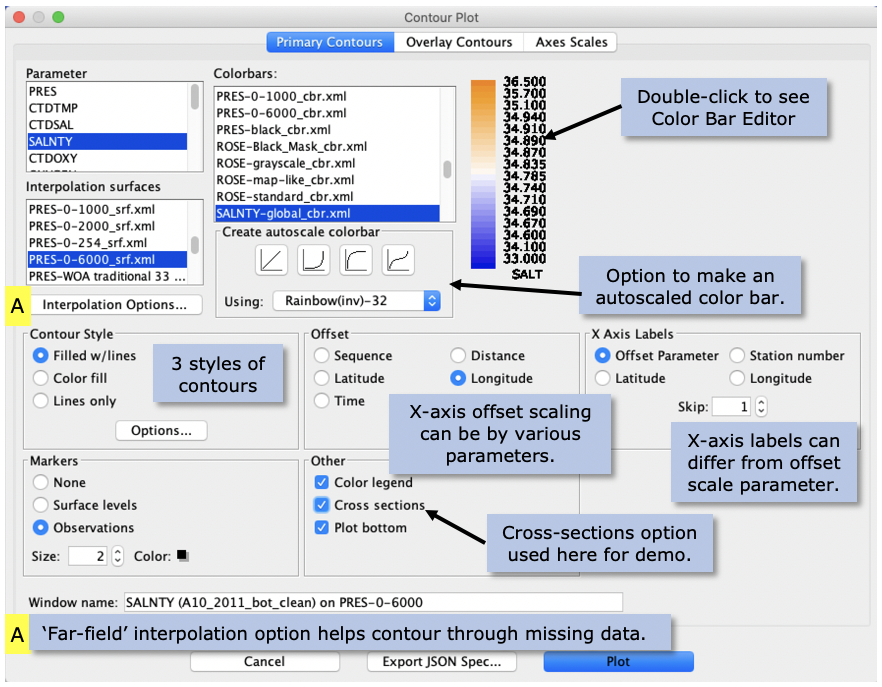 Contour Plot
Primary Contours Overlay Contours Axes Scales
Parameter
PRES
CTDTMP
CTDSAL
SALNTY
CTDOXY
Interpolation surfaces
PRES-0-1000_srf.xml
PRES-0-2000_srf.xml
PRES-0-254_srf.xml
PRES-0-6000_srf.xml
PRES-WOA traditional 33 ...
A
Interpolation Options...
Colorbars:
PRES-0-1000_cbr.xml
PRES-0-6000_cbr.xml
PRES-black_cbr.xml
ROSE-Black_Mask_cbr.xml
ROSE-grayscale_cbr.xml
ROSE-map-like_cbr.xml
ROSE-standard_cbr.xml
SALNTY-global_cbr.xml
Create autoscale colorbar
Using: Rainbow(inv)-32
36.500
35.700
35.100
34.940
34.910
34.890
34.870
34.835
34.785
34.740
34.710
34.690
34.670
34.600
34.100
33.000
SALT
Double-click to see
Color Bar Editor
Option to make an
autoscaled color bar.
Contour Style
Filled w/lines
Color fill
Lines only
Options...
3 styles of
contours
Offset
Sequence Distance
Latitude Longitude
Time
X-axis offset scaling
can be by various
parameters.
X Axis Labels
Offset Parameter Station number
Latitude Longitude
Skip: 1
X-axis labels can
differ from offset
scale parameter.
Markers
None
Surface levels
Observations
Size: 2 Color:
Other
Color legend
Cross sections
Plot bottom
Cross-sections option
used here for demo.
Window name: SALNTY (A10_2011_bot_clean) on PRES-0-6000
A ‘Far-field’ interpolation option helps contour through missing data.
Cancel Export JSON Spec... Plot